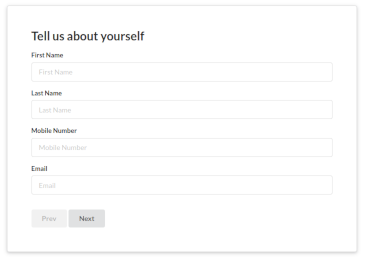 Tell us about yourself
First Name
First Name
Last Name
Last Name
Mobile Number
Mobile Number
Email
Email
Prev Next